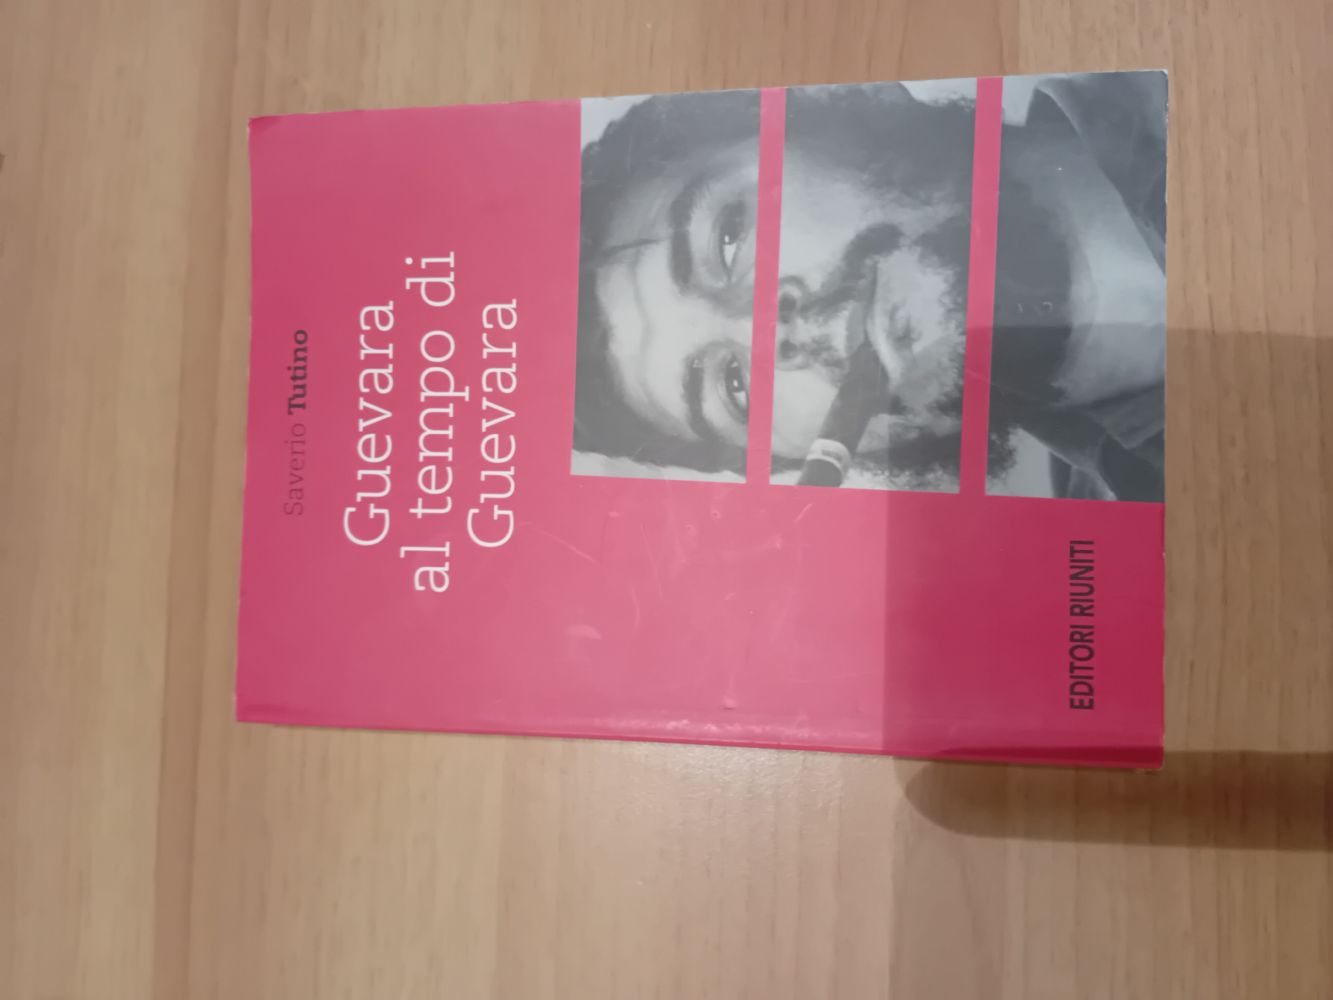 Saverio Tutino
Guevara
al tempo di
Guevara
EDITORI RIUNITI